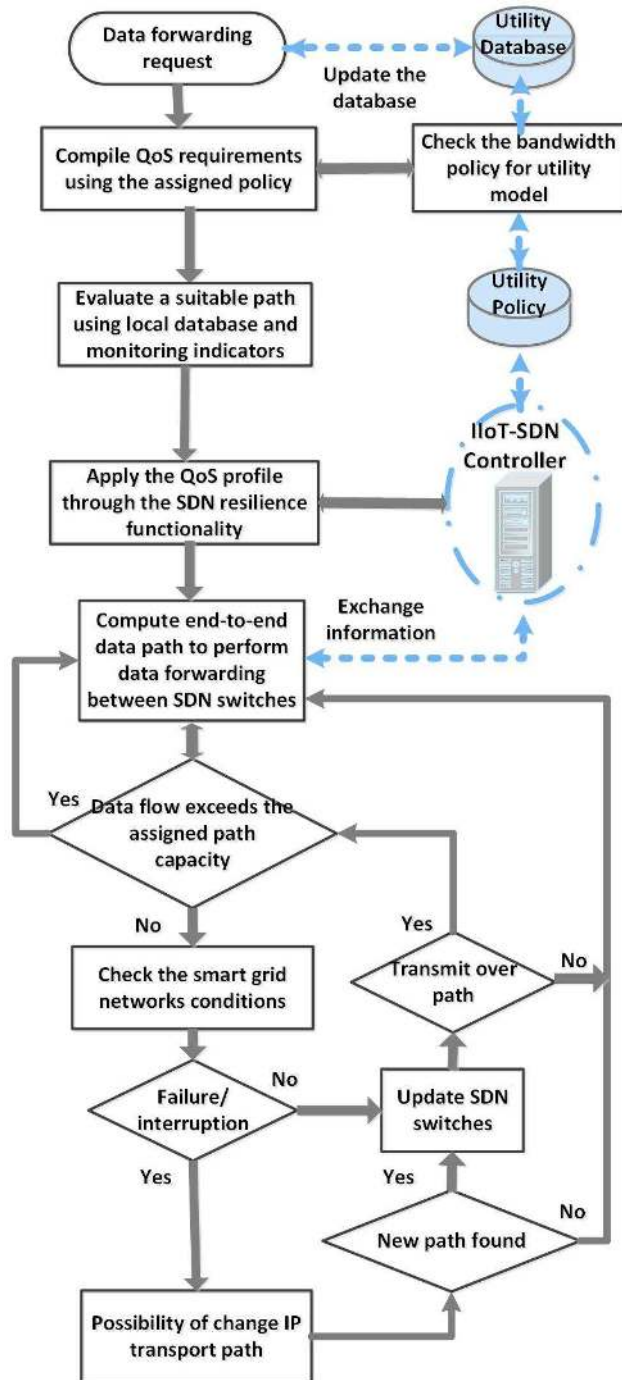 Data forwarding
request
Utility
Database
Update the
database
Compile QoS requirements
using the assigned policy
Check the bandwidth
policy for utility
model
Evaluate a suitable path
using local database and
monitoring indicators
Utility
Policy
IIoT-SDN
Controller
Apply the QoS profile
through the SDN resilience
functionality
Exchange
information
Compute end-to-end
data path to perform
data forwarding
between SDN switches
Yes
Data flow exceeds the
assigned path
capacity
No
Yes
Check the smart grid
networks conditions
Transmit over
path
No
Failure/
interruption
No
Update SDN
switches
Yes
Yes
No
New path found
Possibility of change IP
transport path